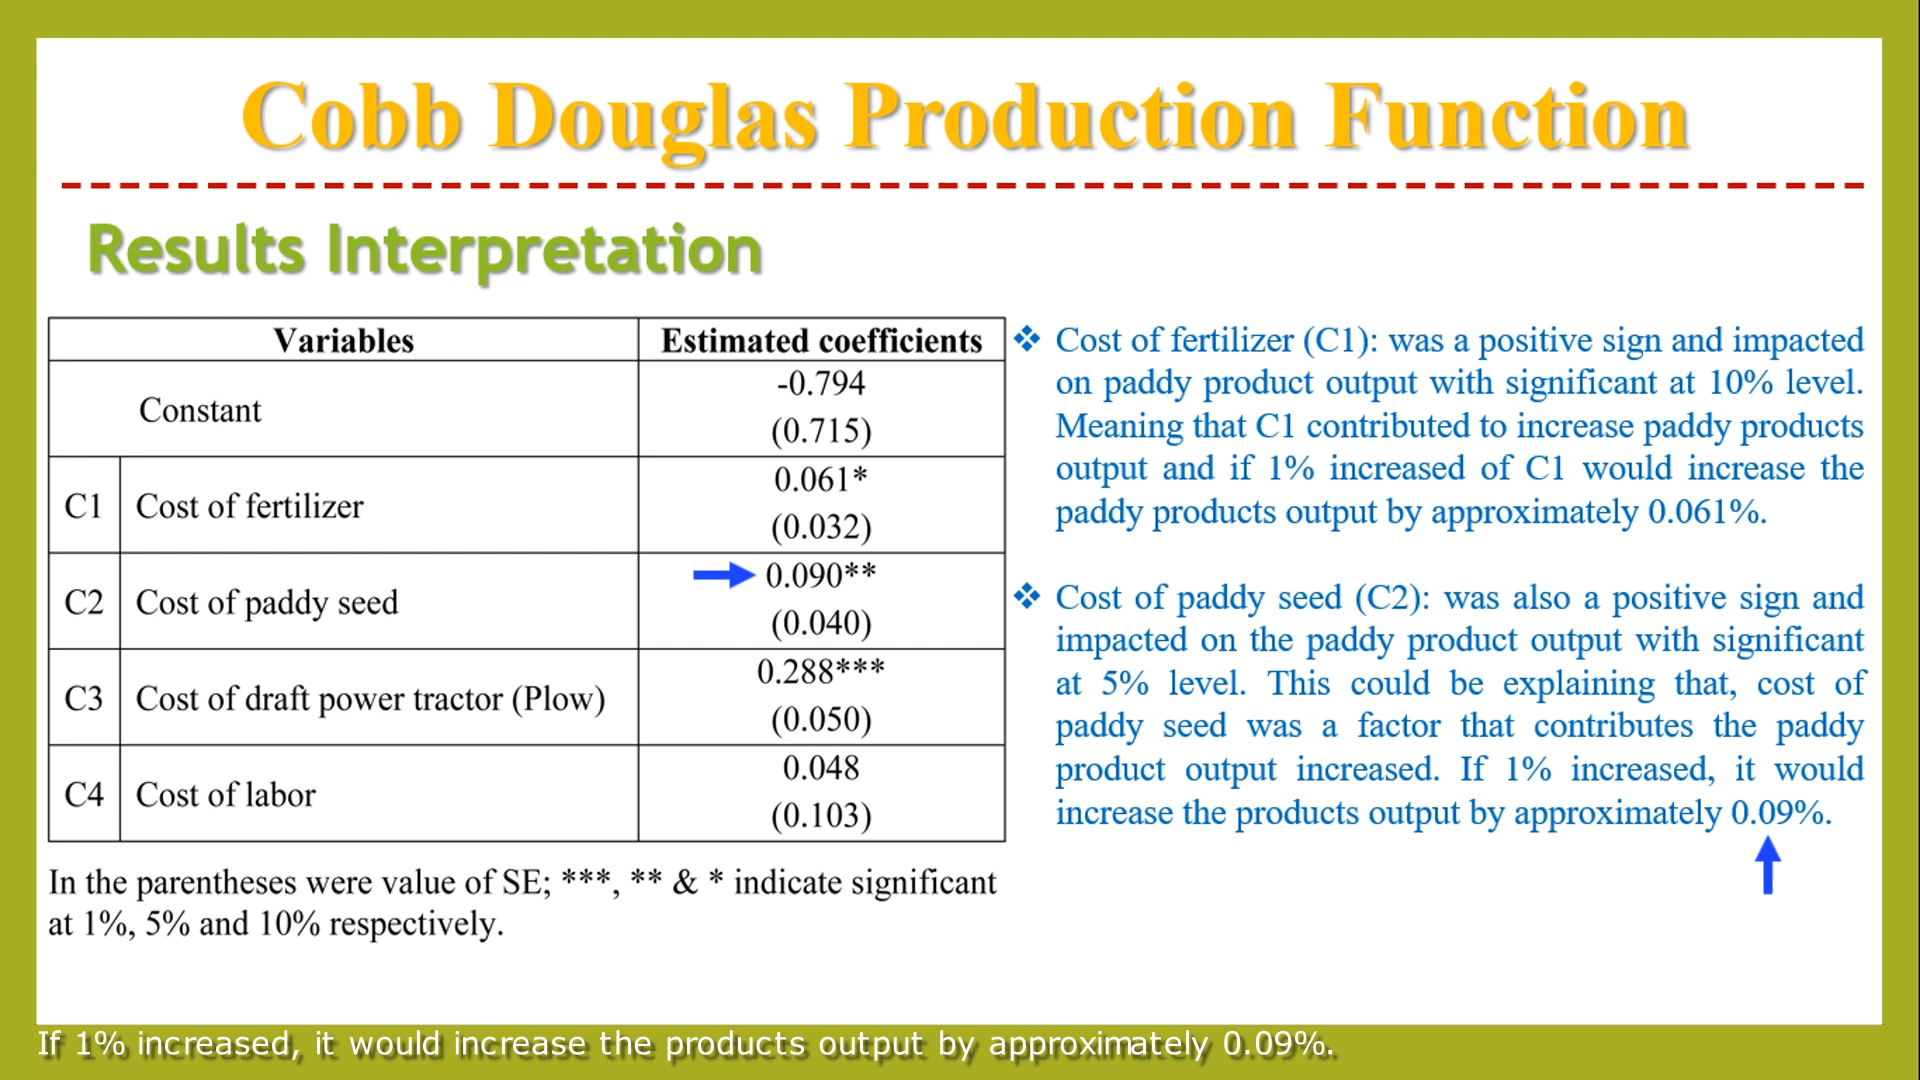 Cobb Douglas Production Function
Results Interpretation
Variables Estimated coefficients
Constant -0.794
(0.715)
C1 Cost of fertilizer 0.061*
(0.032)
C2 Cost of paddy seed 0.090**
(0.040)
C3 Cost of draft power tractor (Plow) 0.288***
(0.050)
C4 Cost of labor 0.048
(0.103)
In the parentheses were value of SE; ***, ** & * indicate significant
at 1%, 5% and 10% respectively.
❖ Cost of fertilizer (C1): was a positive sign and impacted
on paddy product output with significant at 10% level.
Meaning that C1 contributed to increase paddy products
output and if 1% increased of C1 would increase the
paddy products output by approximately 0.061%.
❖ Cost of paddy seed (C2): was also a positive sign and
impacted on the paddy product output with significant
at 5% level. This could be explaining that, cost of
paddy seed was a factor that contributes the paddy
product output increased. If 1% increased, it would
increase the products output by approximately 0.09%.
If 1% increased, it would increase the products output by approximately 0.09%.